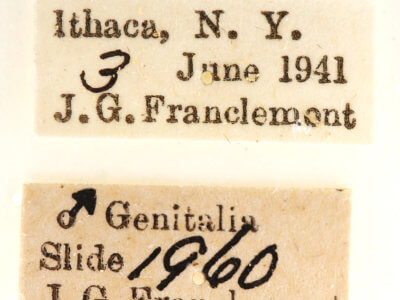 Ithaca, N. Y.
3 June 1941
J.G. Franclemont
♂ Genitalia
Slide 1960
J.G.